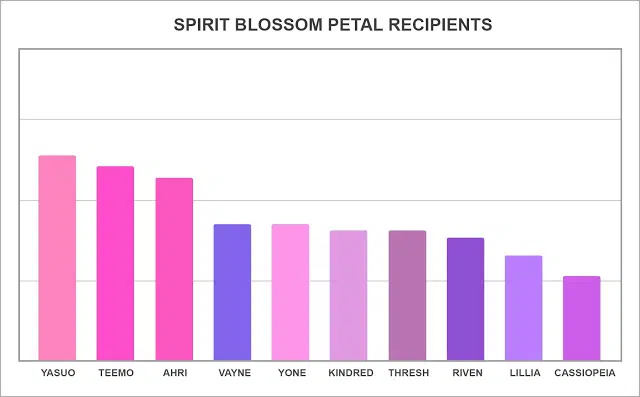 SPIRIT BLOSSOM PETAL RECIPIENTS
YASUO TEEMO AHRI VAYNE YONE KINDRED THRESH RIVEN LILLIA CASSIOPEIA